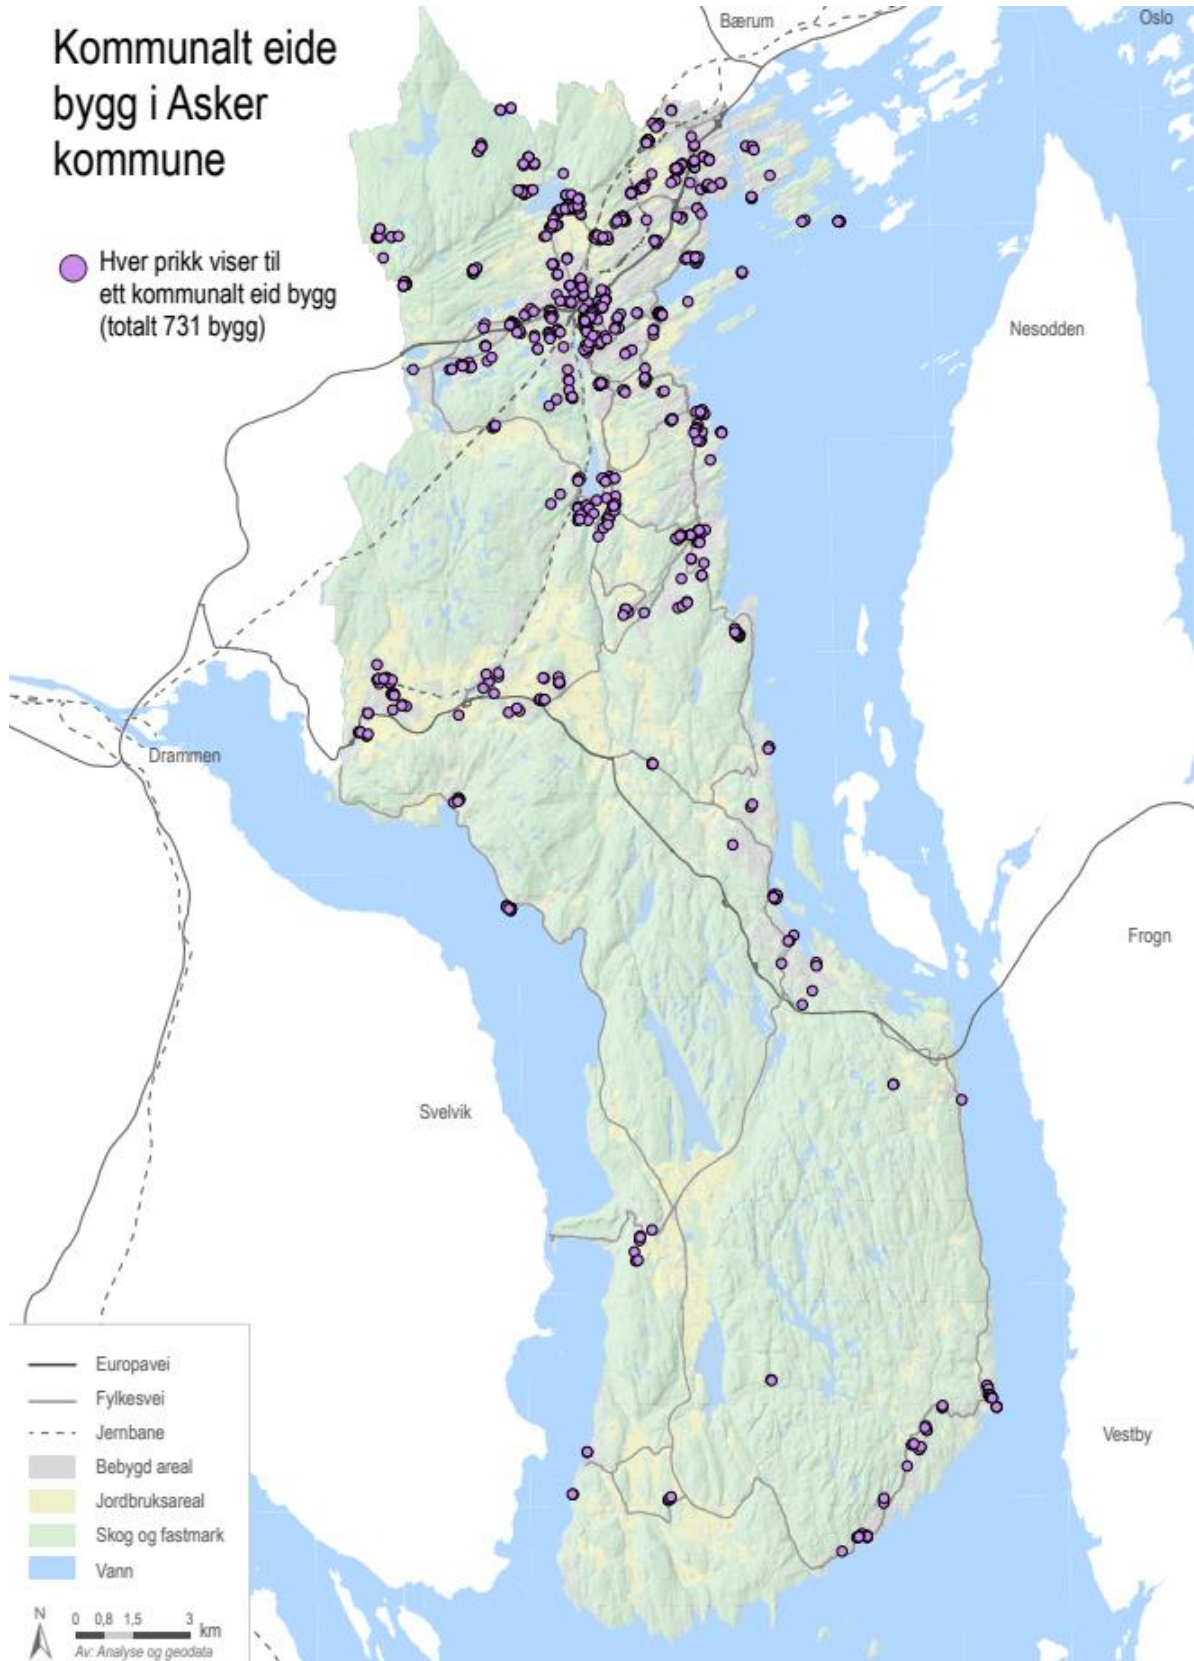 Kommunalt eide
bygg i Asker
kommune
Hver prikk viser til
ett kommunalt eid bygg
(totalt 731 bygg)
Bærum
Oslo
Nesodden
Drammen
Frogn
Svelvik
Vestby
Europavei
Fylkesvei
Jernbane
Bebygd areal
Jordbruksareal
Skog og fastmark
Vann
N
0 0,8 1,5 3 km
Av: Analyse og geodata